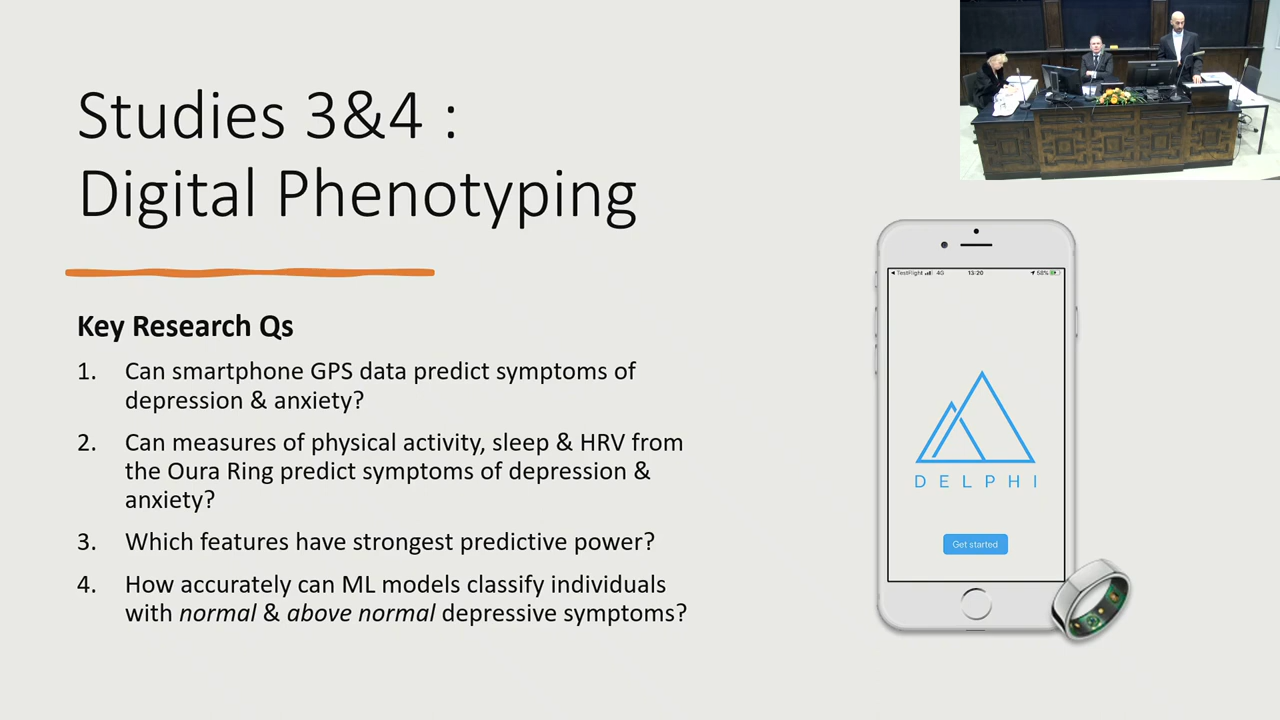 Studies 3&4 :
Digital Phenotyping
Key Research Qs
1. Can smartphone GPS data predict symptoms of
depression & anxiety?
2. Can measures of physical activity, sleep & HRV from
the Oura Ring predict symptoms of depression &
anxiety?
3. Which features have strongest predictive power?
4. How accurately can ML models classify individuals
with normal & above normal depressive symptoms?
TestFlight 4G 13:20 58%
DELPHI
Get started